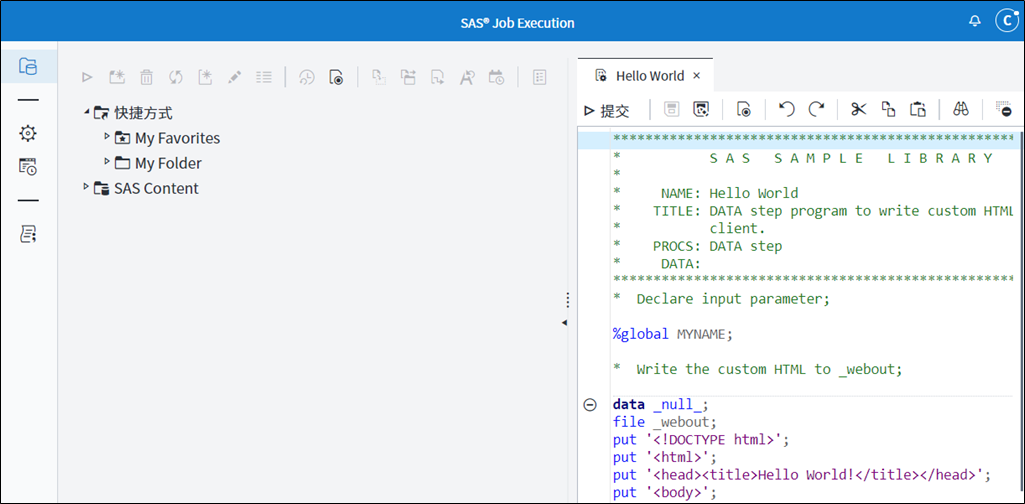 SAS® Job Execution
C
快捷方式
My Favorites
My Folder
SAS Content
Hello World ×
提交
**************************************************
* S A S S A M P L E L I B R A R Y
*
* NAME: Hello World
* TITLE: DATA step program to write custom HTML
* client.
* PROCS: DATA step
* DATA:
**************************************************
* Declare input parameter;
%global MYNAME;
* Write the custom HTML to _webout;
data _null_;
file _webout;
put '<!DOCTYPE html>';
put '<html>';
put '<head><title>Hello World!</title></head>';
put '<body>';